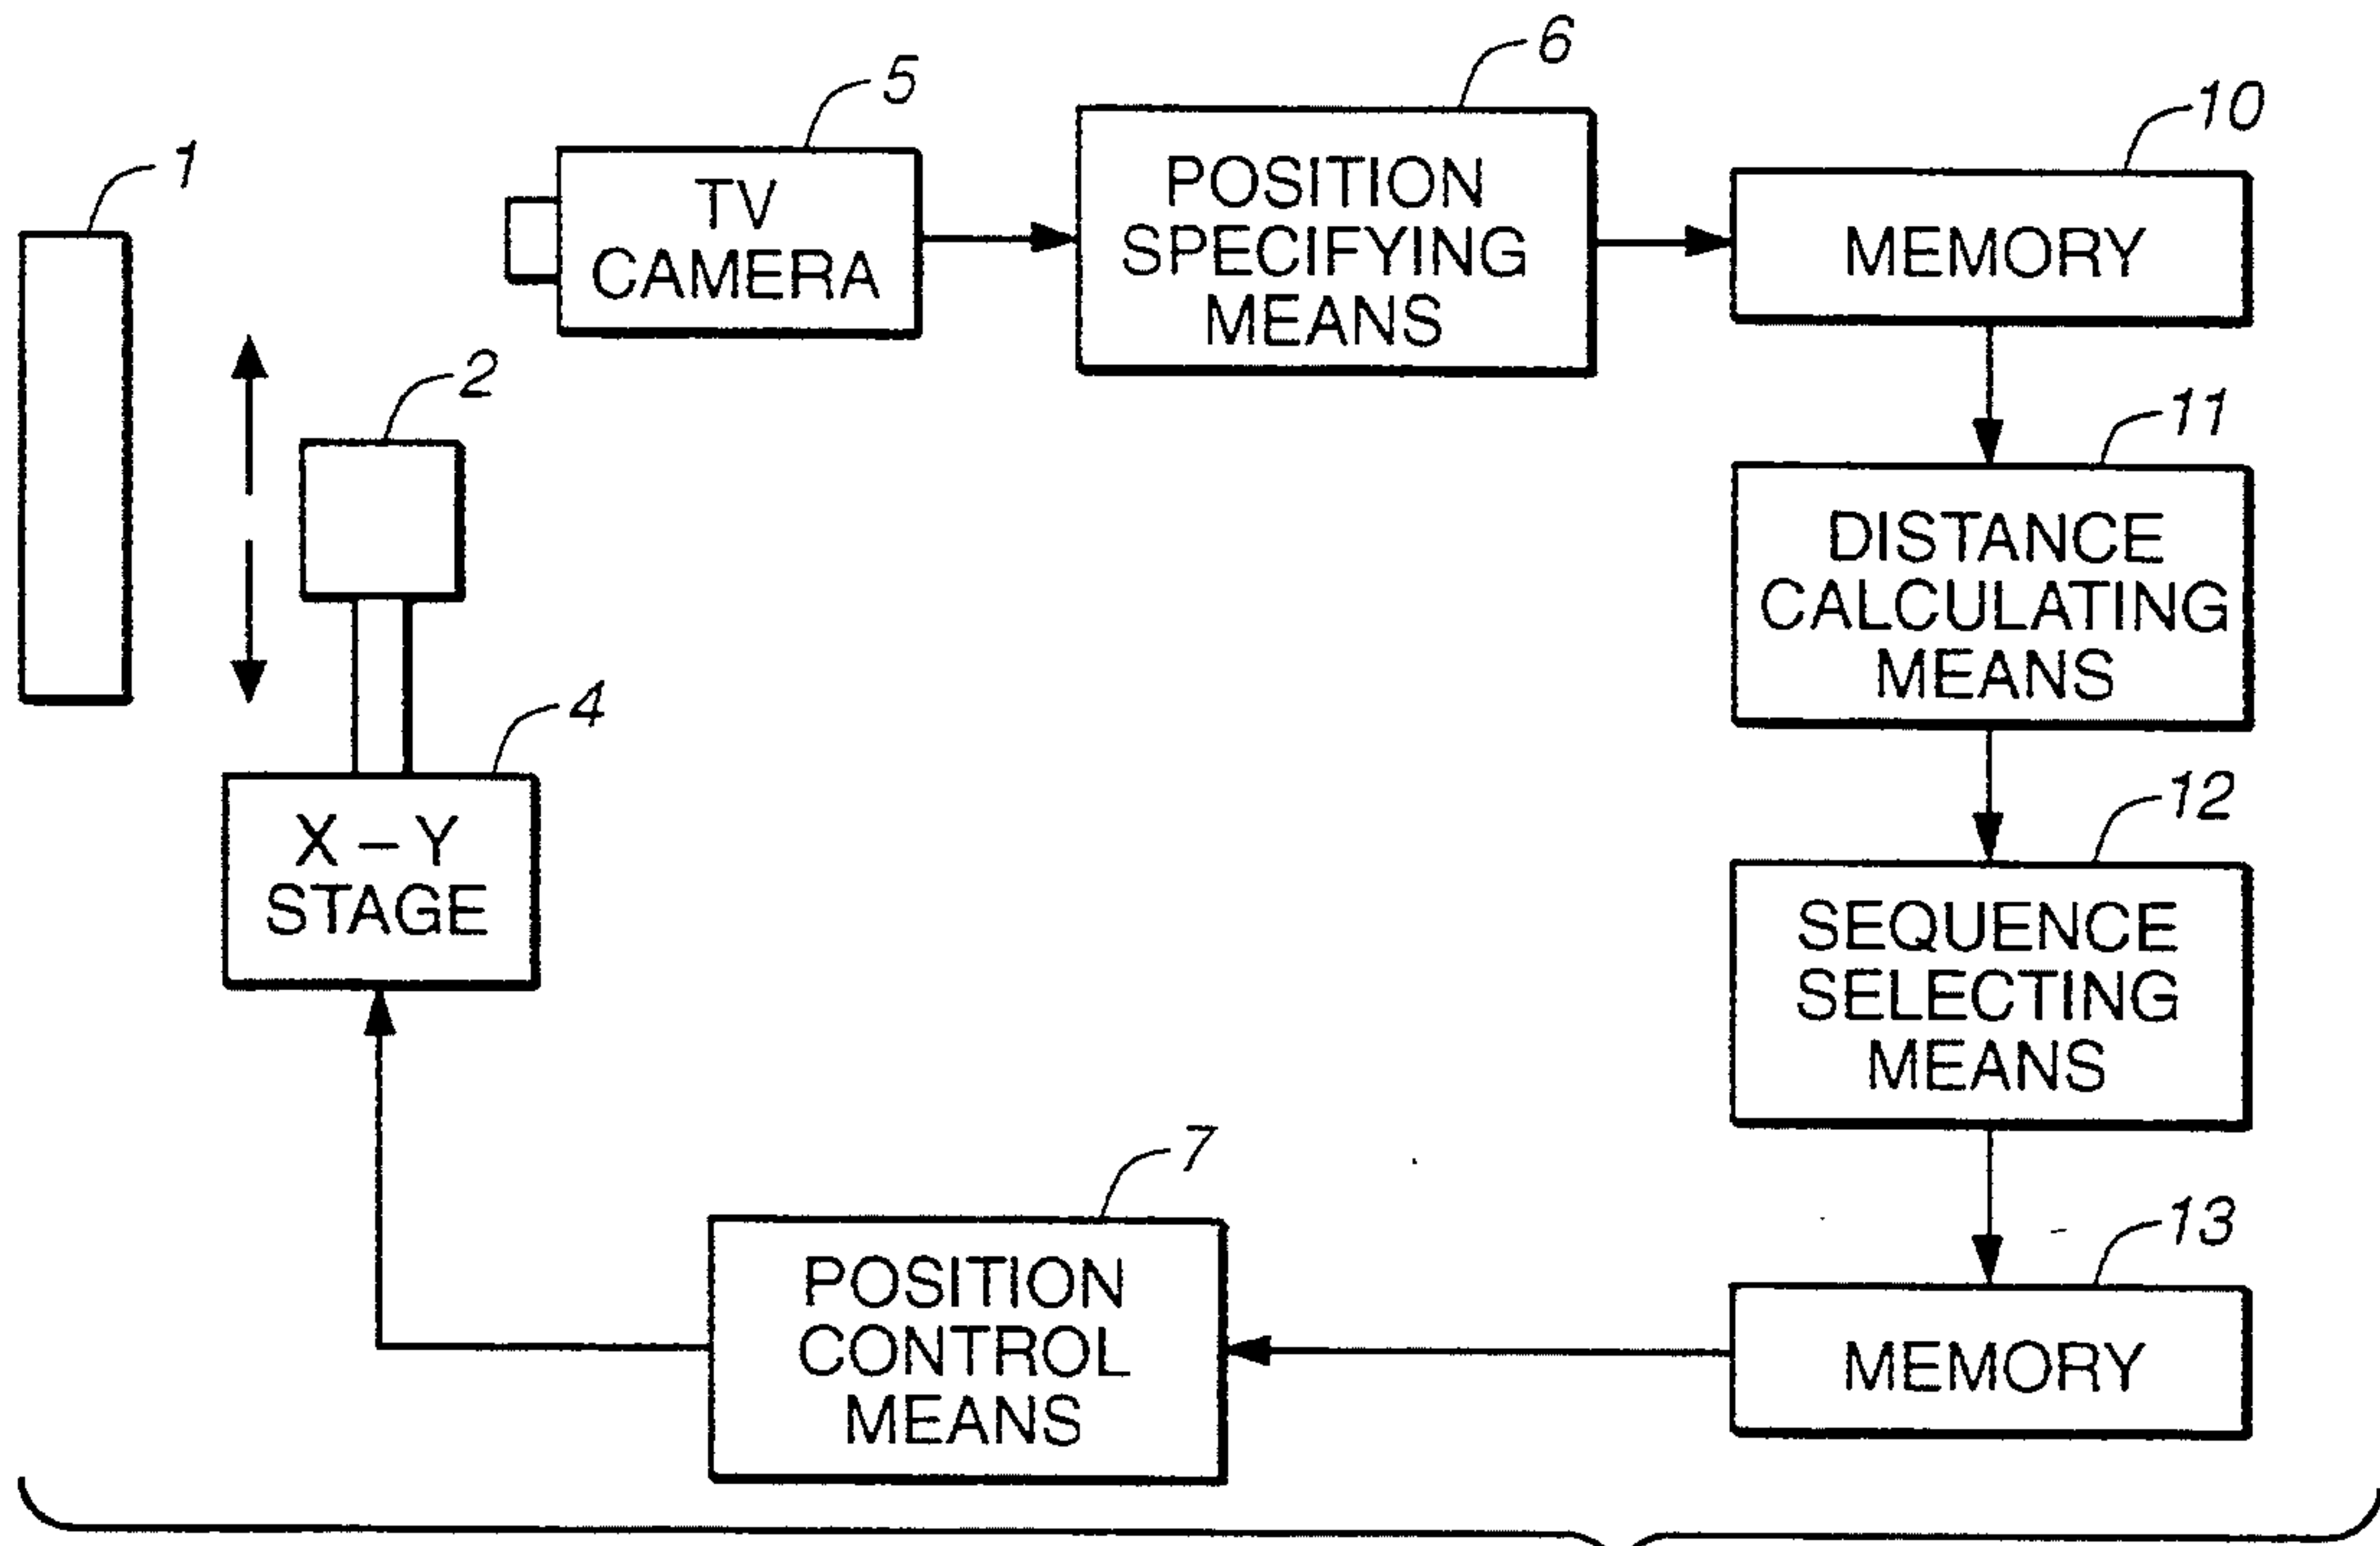 1
2
4
X – Y
STAGE
5
TV
CAMERA
6
POSITION
SPECIFYING
MEANS
10
MEMORY
11
DISTANCE
CALCULATING
MEANS
12
SEQUENCE
SELECTING
MEANS
13
MEMORY
7
POSITION
CONTROL
MEANS